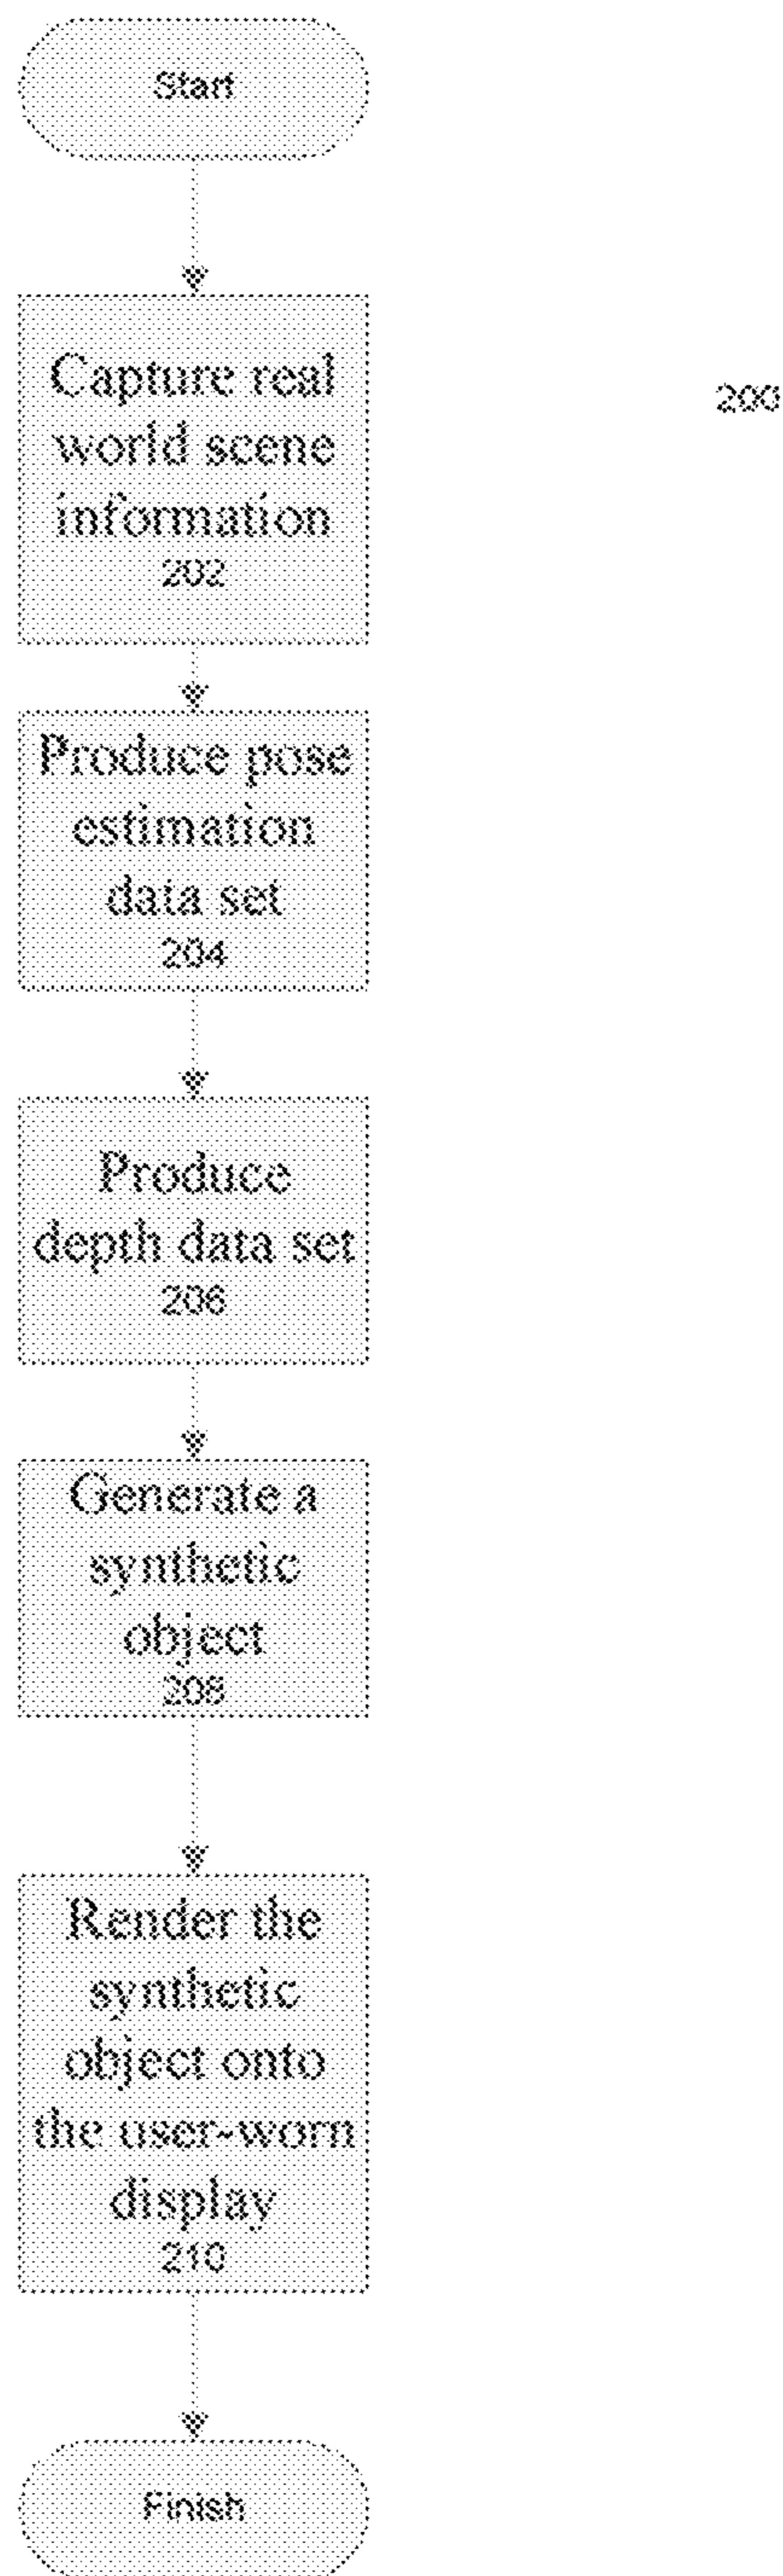 Start
Capture real
world scene
information
202
200
Produce pose
estimation
data set
204
Produce
depth data set
206
Generate a
synthetic
object
208
Render the
synthetic
object onto
the user-worn
display
210
Finish